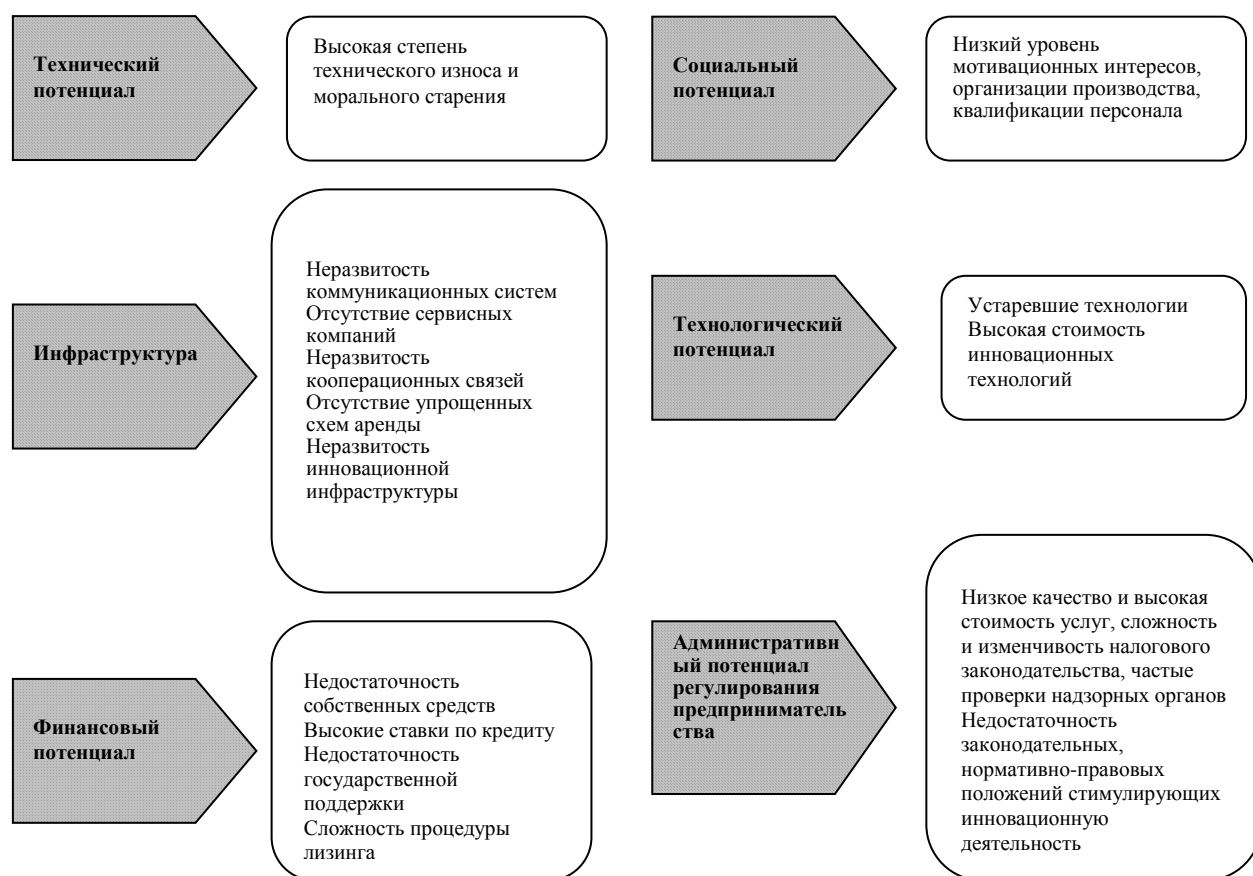 Технический
потенциал
Высокая степень
технического износа и
морального старения
Социальный
потенциал
Низкий уровень
мотивационных интересов,
организации производства,
квалификации персонала
Инфраструктура
Неразвитость
коммуникационных систем
Отсутствие сервисных
компаний
Неразвитость
кооперационных связей
Отсутствие упрощенных
схем аренды
Неразвитость
инновационной
инфраструктуры
Технологический
потенциал
Устаревшие технологии
Высокая стоимость
инновационных
технологий
Финансовый
потенциал
Недостаточность
собственных средств
Высокие ставки по кредиту
Недостаточность
государственной
поддержки
Сложность процедуры
лизинга
Административн
ый потенциал
регулирования
предприниматель
ства
Низкое качество и высокая
стоимость услуг, сложность
и изменчивость налогового
законодательства, частые
проверки надзорных органов
Недостаточность
законодательных,
нормативно-правовых
положений стимулирующих
инновационную
деятельность